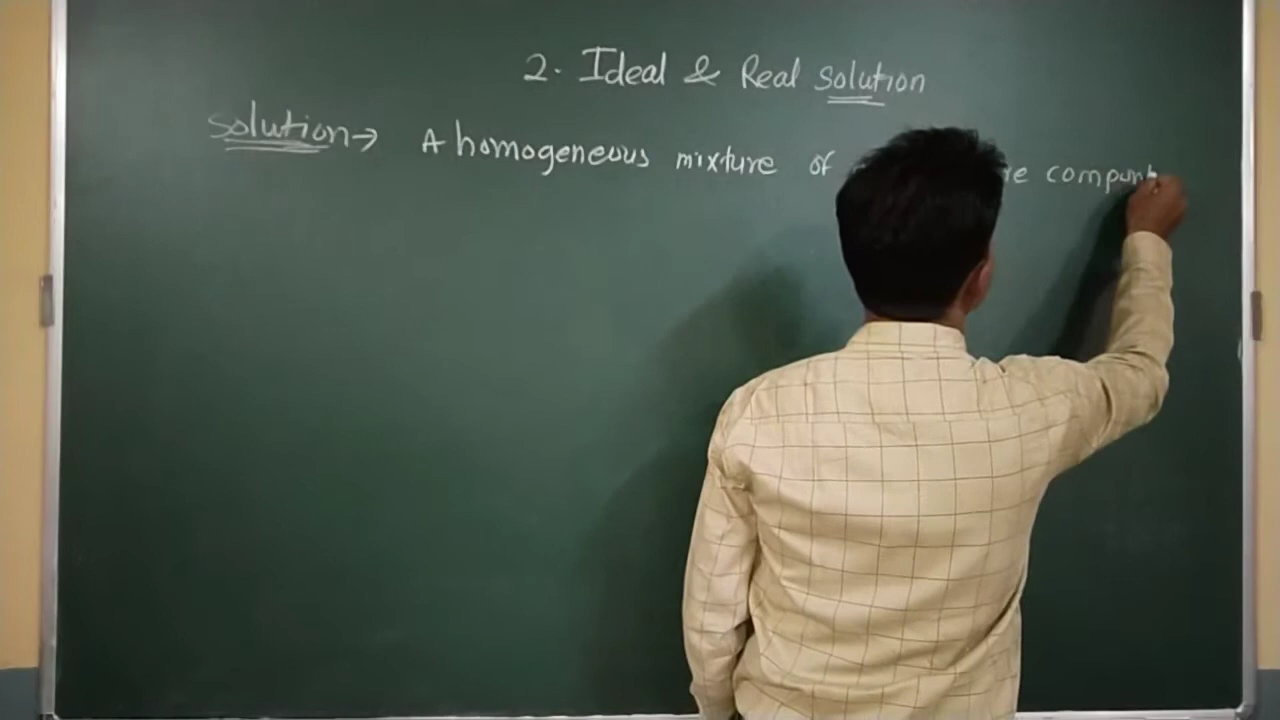 2. Ideal & Real solution
solution → A homogeneous mixture of